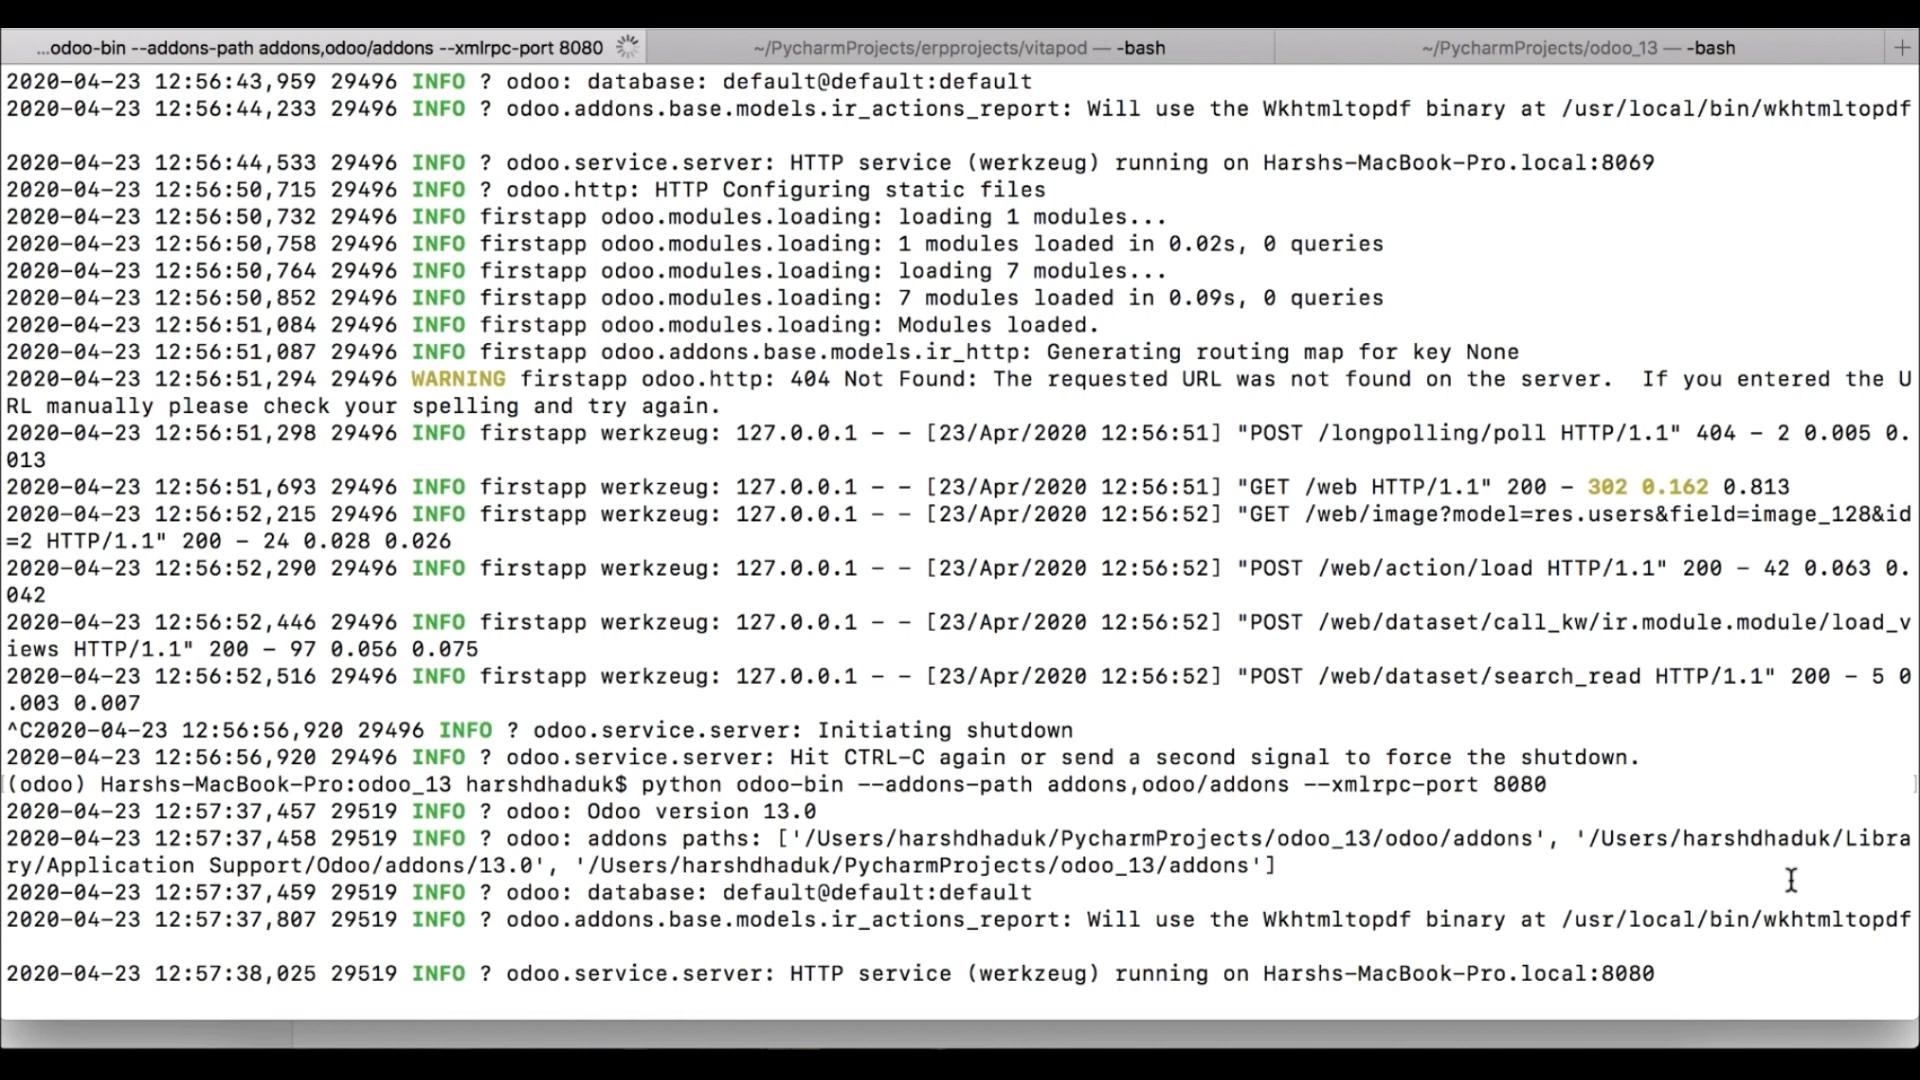 ...odoo-bin --addons-path addons,odoo/addons --xmlrpc-port 8080
~/PycharmProjects/erpprojects/vitapod — -bash
~/PycharmProjects/odoo_13 — -bash
2020-04-23 12:56:43,959 29496 INFO ? odoo: database: default@default:default
2020-04-23 12:56:44,233 29496 INFO ? odoo.addons.base.models.ir_actions_report: Will use the Wkhtmltopdf binary at /usr/local/bin/wkhtmltopdf
2020-04-23 12:56:44,533 29496 INFO ? odoo.service.server: HTTP service (werkzeug) running on Harshs-MacBook-Pro.local:8069
2020-04-23 12:56:50,715 29496 INFO ? odoo.http: HTTP Configuring static files
2020-04-23 12:56:50,732 29496 INFO firstapp odoo.modules.loading: loading 1 modules...
2020-04-23 12:56:50,758 29496 INFO firstapp odoo.modules.loading: 1 modules loaded in 0.02s, 0 queries
2020-04-23 12:56:50,764 29496 INFO firstapp odoo.modules.loading: loading 7 modules...
2020-04-23 12:56:50,852 29496 INFO firstapp odoo.modules.loading: 7 modules loaded in 0.09s, 0 queries
2020-04-23 12:56:51,084 29496 INFO firstapp odoo.modules.loading: Modules loaded.
2020-04-23 12:56:51,087 29496 INFO firstapp odoo.addons.base.models.ir_http: Generating routing map for key None
2020-04-23 12:56:51,294 29496 WARNING firstapp odoo.http: 404 Not Found: The requested URL was not found on the server.  If you entered the U
RL manually please check your spelling and try again.
2020-04-23 12:56:51,298 29496 INFO firstapp werkzeug: 127.0.0.1 - - [23/Apr/2020 12:56:51] "POST /longpolling/poll HTTP/1.1" 404 - 2 0.005 0.
013
2020-04-23 12:56:51,693 29496 INFO firstapp werkzeug: 127.0.0.1 - - [23/Apr/2020 12:56:51] "GET /web HTTP/1.1" 200 - 302 0.162 0.813
2020-04-23 12:56:52,215 29496 INFO firstapp werkzeug: 127.0.0.1 - - [23/Apr/2020 12:56:52] "GET /web/image?model=res.users&field=image_128&id
=2 HTTP/1.1" 200 - 24 0.028 0.026
2020-04-23 12:56:52,290 29496 INFO firstapp werkzeug: 127.0.0.1 - - [23/Apr/2020 12:56:52] "POST /web/action/load HTTP/1.1" 200 - 42 0.063 0.
042
2020-04-23 12:56:52,446 29496 INFO firstapp werkzeug: 127.0.0.1 - - [23/Apr/2020 12:56:52] "POST /web/dataset/call_kw/ir.module.module/load_v
iews HTTP/1.1" 200 - 97 0.056 0.075
2020-04-23 12:56:52,516 29496 INFO firstapp werkzeug: 127.0.0.1 - - [23/Apr/2020 12:56:52] "POST /web/dataset/search_read HTTP/1.1" 200 - 5 0
.003 0.007
^C2020-04-23 12:56:56,920 29496 INFO ? odoo.service.server: Initiating shutdown
2020-04-23 12:56:56,920 29496 INFO ? odoo.service.server: Hit CTRL-C again or send a second signal to force the shutdown.
(odoo) Harshs-MacBook-Pro:odoo_13 harshdhaduk$ python odoo-bin --addons-path addons,odoo/addons --xmlrpc-port 8080
2020-04-23 12:57:37,457 29519 INFO ? odoo: Odoo version 13.0
2020-04-23 12:57:37,458 29519 INFO ? odoo: addons paths: ['/Users/harshdhaduk/PycharmProjects/odoo_13/odoo/addons', '/Users/harshdhaduk/Libra
ry/Application Support/Odoo/addons/13.0', '/Users/harshdhaduk/PycharmProjects/odoo_13/addons']
2020-04-23 12:57:37,459 29519 INFO ? odoo: database: default@default:default
2020-04-23 12:57:37,807 29519 INFO ? odoo.addons.base.models.ir_actions_report: Will use the Wkhtmltopdf binary at /usr/local/bin/wkhtmltopdf
2020-04-23 12:57:38,025 29519 INFO ? odoo.service.server: HTTP service (werkzeug) running on Harshs-MacBook-Pro.local:8080